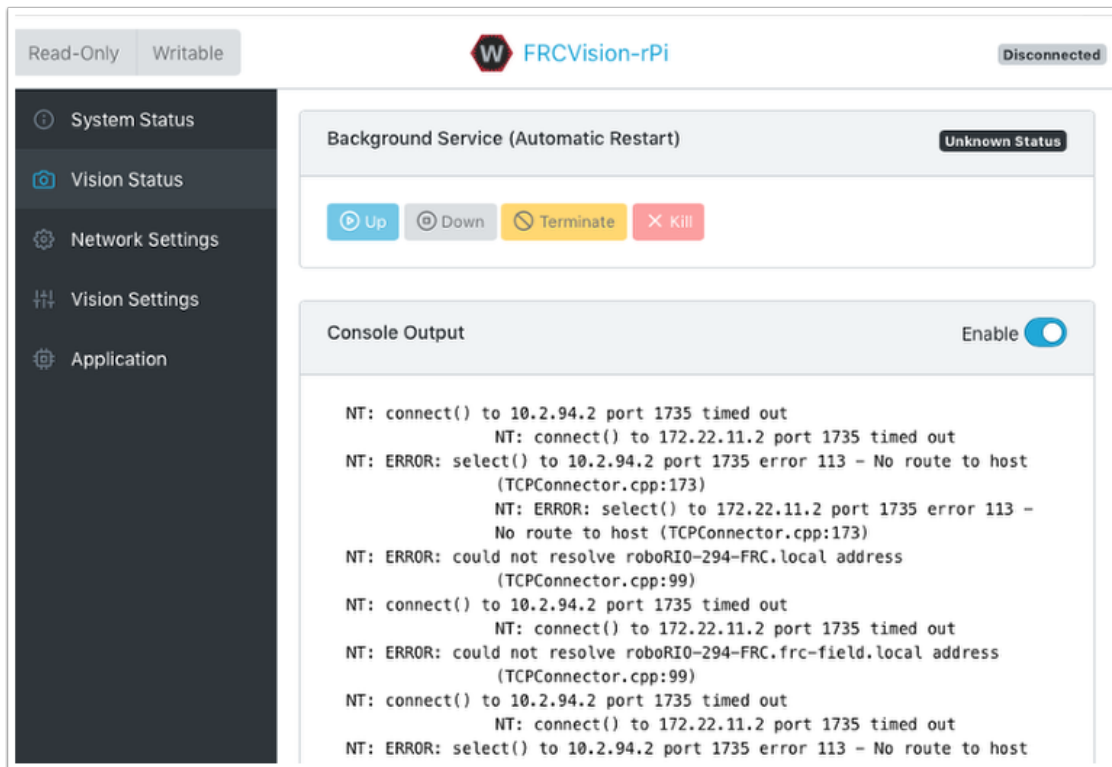 Read-Only Writable
W FRCVision-rPi
Disconnected
System Status
Vision Status
Network Settings
Vision Settings
Application
Background Service (Automatic Restart)
Unknown Status
Up Down Terminate Kill
Console Output
Enable
NT: connect() to 10.2.94.2 port 1735 timed out
NT: connect() to 172.22.11.2 port 1735 timed out
NT: ERROR: select() to 10.2.94.2 port 1735 error 113 - No route to host
(TCPConnector.cpp:173)
NT: ERROR: select() to 172.22.11.2 port 1735 error 113 -
No route to host (TCPConnector.cpp:173)
NT: ERROR: could not resolve roboRIO-294-FRC.local address
(TCPConnector.cpp:99)
NT: connect() to 10.2.94.2 port 1735 timed out
NT: connect() to 172.22.11.2 port 1735 timed out
NT: ERROR: could not resolve roboRIO-294-FRC.frc-field.local address
(TCPConnector.cpp:99)
NT: connect() to 10.2.94.2 port 1735 timed out
NT: connect() to 172.22.11.2 port 1735 timed out
NT: ERROR: select() to 10.2.94.2 port 1735 error 113 - No route to host